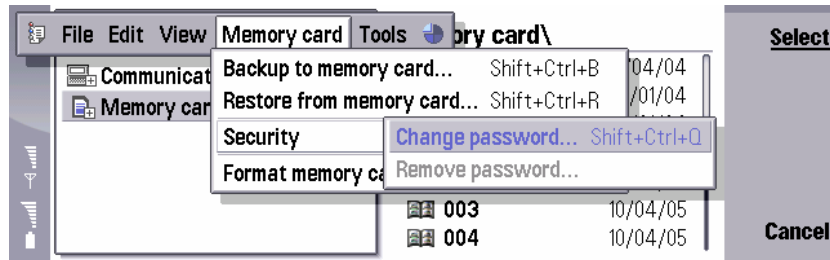 File Edit View Memory card Tools ory card\
Communicat
Memory car
Backup to memory card... Shift+Ctrl+B
Restore from memory card... Shift+Ctrl+R
Security
Format memory ca
Change password... Shift+Ctrl+Q
Remove password...
/04/04
/01/04
003 10/04/05
004 10/04/05
Select
Cancel